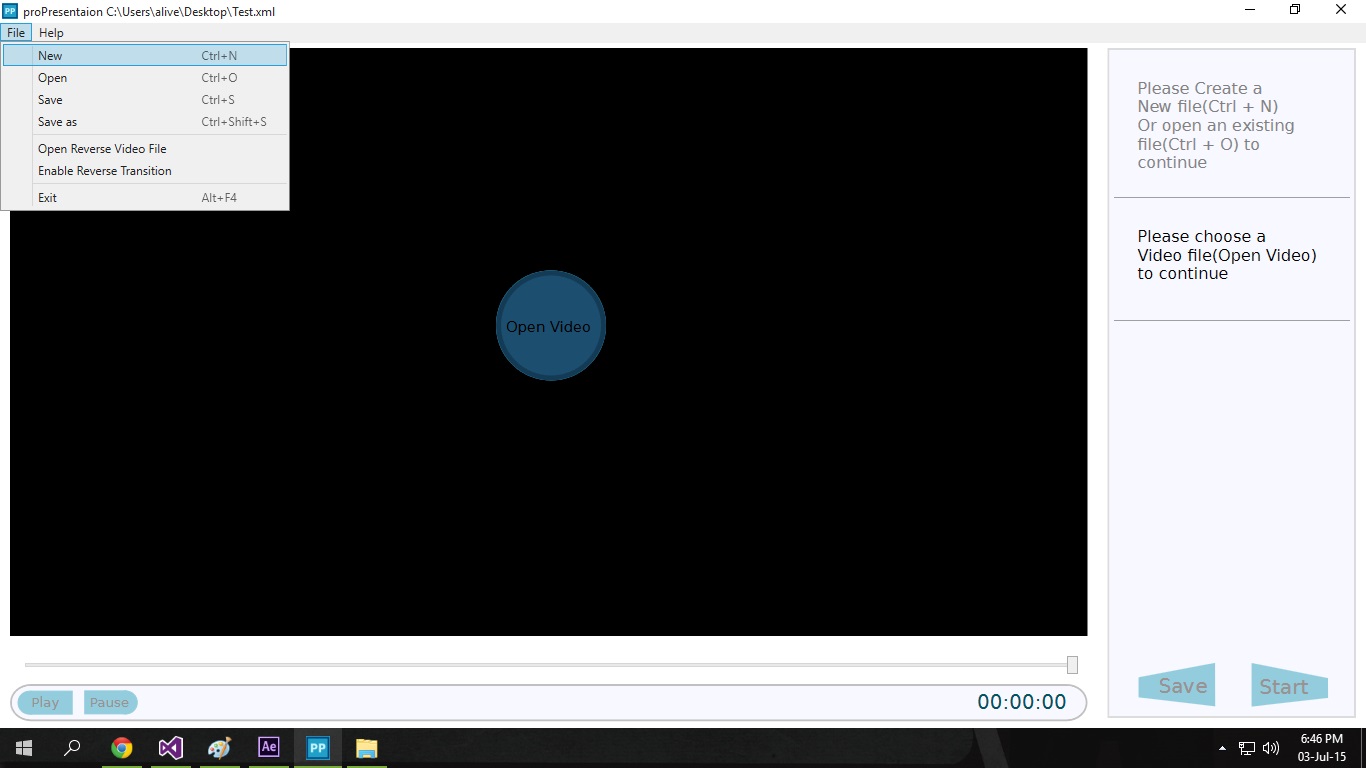 PP proPresentaion C:\Users\alive\Desktop\Test.xml
File Help
New Ctrl+N
Open Ctrl+O
Save Ctrl+S
Save as Ctrl+Shift+S
Open Reverse Video File
Enable Reverse Transition
Exit Alt+F4
Open Video
Please Create a
New file(Ctrl + N)
Or open an existing
file(Ctrl + O) to
continue
Please choose a
Video file(Open Video)
to continue
Save Start
Play Pause 00:00:00
Ae PP
6:46 PM
03-Jul-15